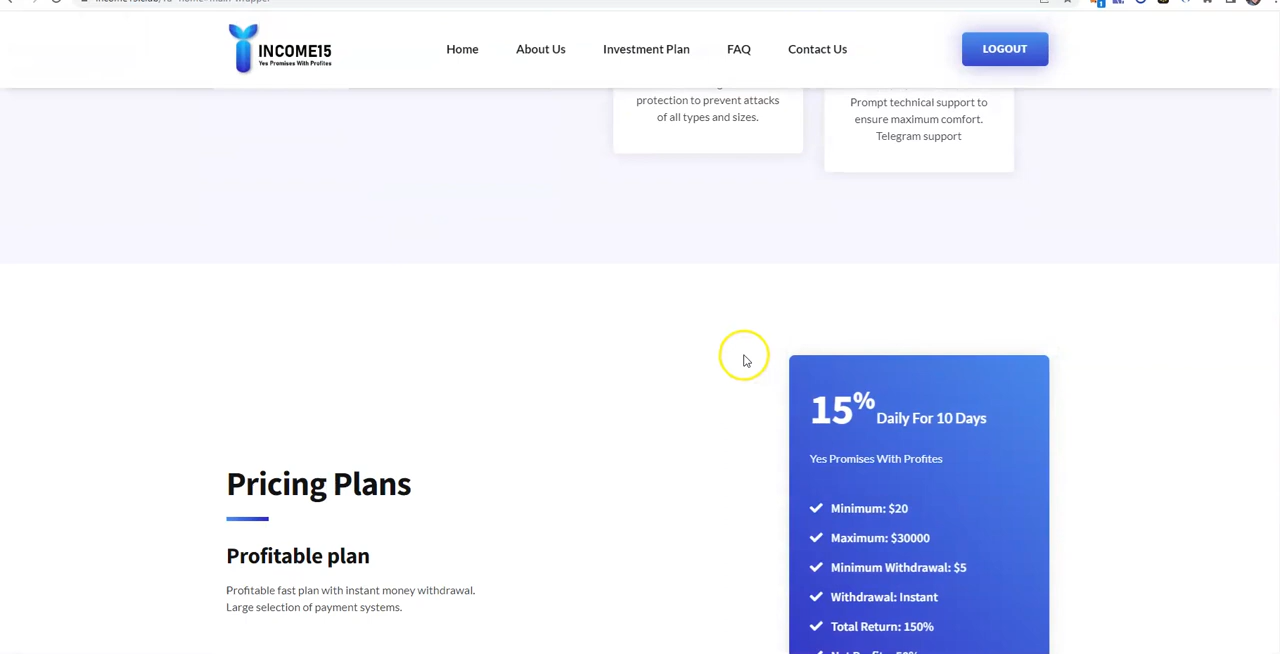 INCOME15
Yes Promises With Profites
Home
About Us
Investment Plan
FAQ
Contact Us
LOGOUT
protection to prevent attacks
of all types and sizes.
Prompt technical support to
ensure maximum comfort.
Telegram support
15% Daily For 10 Days
Yes Promises With Profites
Minimum: $20
Maximum: $30000
Minimum Withdrawal: $5
Withdrawal: Instant
Total Return: 150%
Pricing Plans
Profitable plan
Profitable fast plan with instant money withdrawal.
Large selection of payment systems.